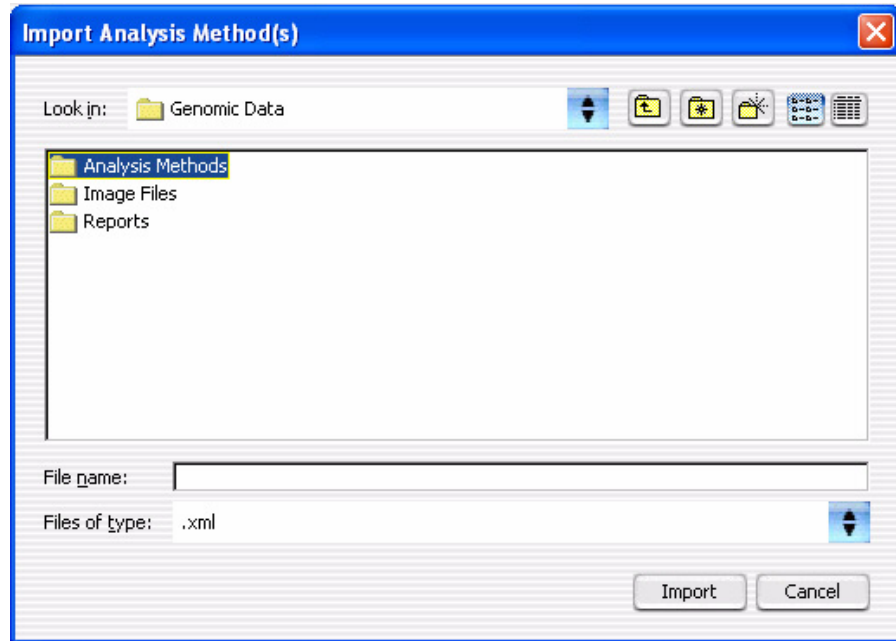 Import Analysis Method(s)
Look in: Genomic Data
Analysis Methods
Image Files
Reports
File name:
Files of type: .xml
Import Cancel